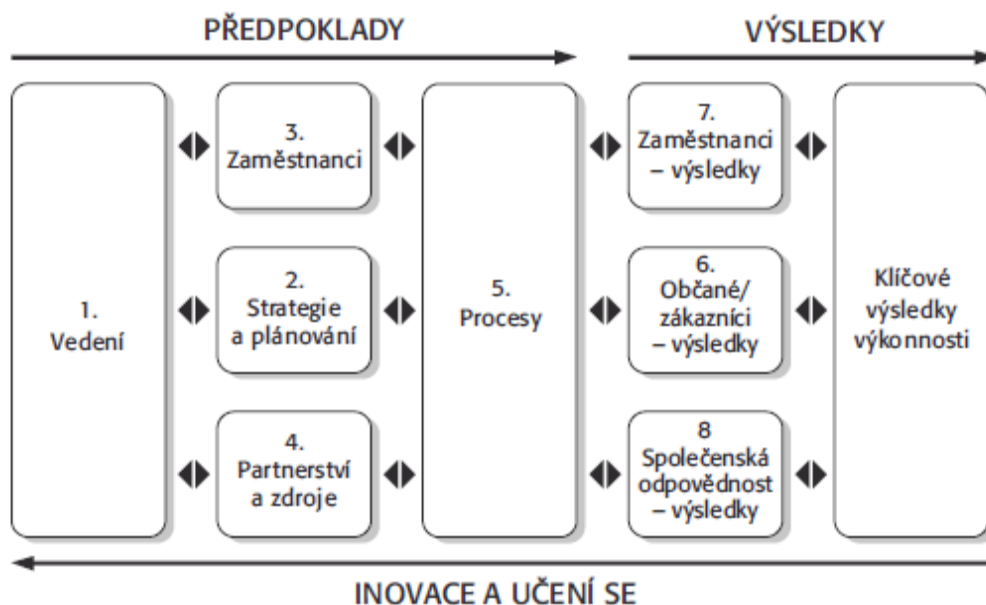 PŘEDPOKLADY
VÝSLEDKY
1.
Vedení
3.
Zaměstnanci
2.
Strategie
a plánování
4.
Partnerství
a zdroje
5.
Procesy
7.
Zaměstnanci
– výsledky
6.
Občané/
zákazníci
– výsledky
8
Společenská
odpovědnost
– výsledky
Klíčové
výsledky
výkonnosti
INOVACE A UČENÍ SE